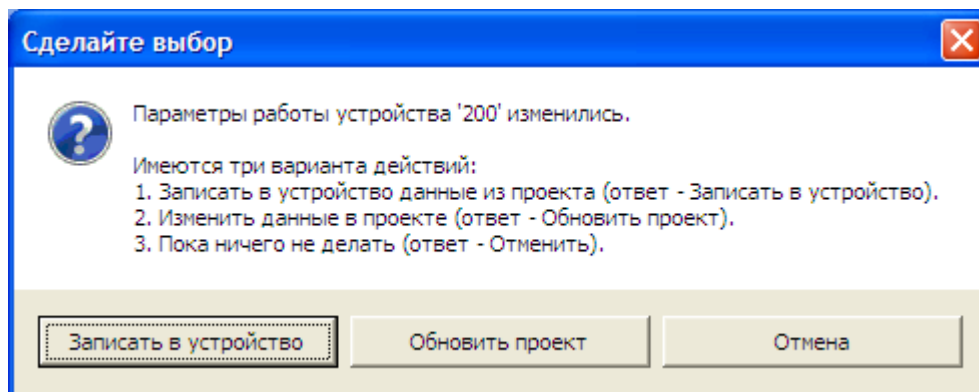 Сделайте выбор
Параметры работы устройства '200' изменились.
Имеются три варианта действий:
1. Записать в устройство данные из проекта (ответ - Записать в устройство).
2. Изменить данные в проекте (ответ - Обновить проект).
3. Пока ничего не делать (ответ - Отменить).
Записать в устройство
Обновить проект
Отмена